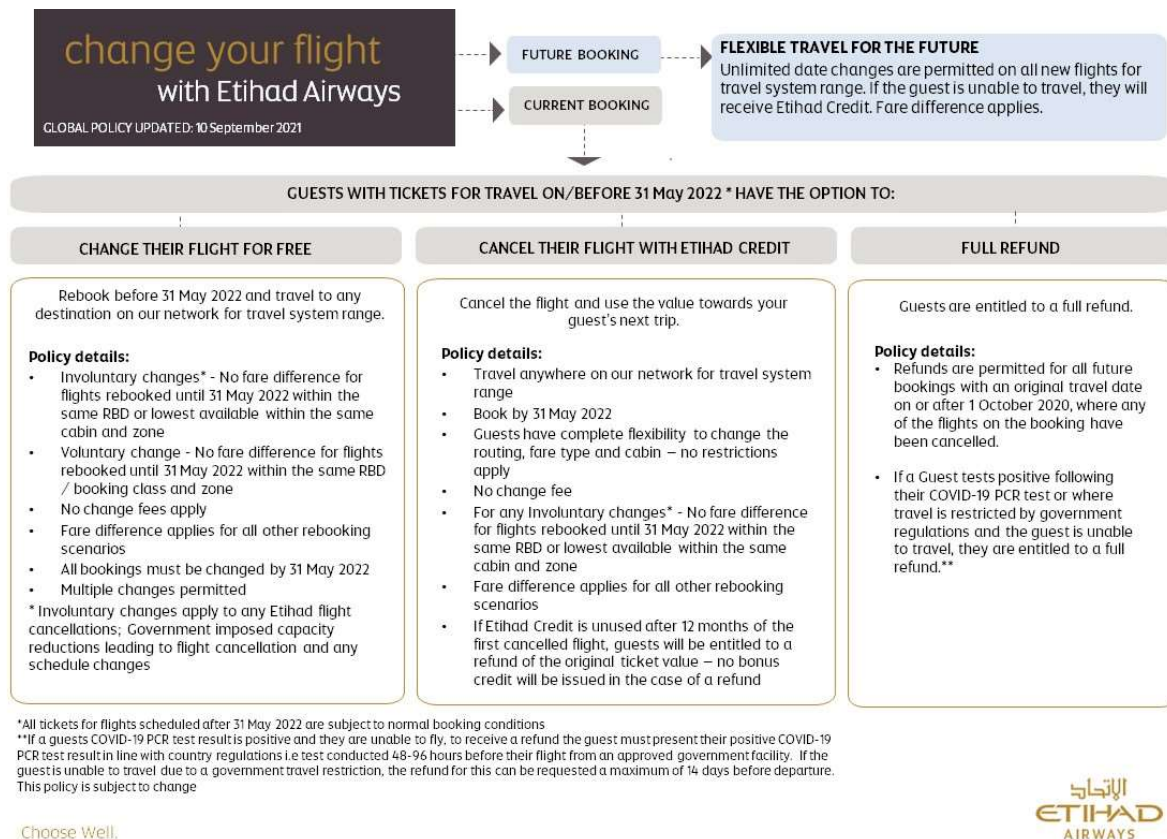 change your flight
with Etihad Airways
GLOBAL POLICY UPDATED: 10 September 2021
FUTURE BOOKING
CURRENT BOOKING
FLEXIBLE TRAVEL FOR THE FUTURE
Unlimited date changes are permitted on all new flights for
travel system range. If the guest is unable to travel, they will
receive Etihad Credit. Fare difference applies.
GUESTS WITH TICKETS FOR TRAVEL ON/BEFORE 31 May 2022 * HAVE THE OPTION TO:
CHANGE THEIR FLIGHT FOR FREE
Rebook before 31 May 2022 and travel to any
destination on our network for travel system range.
Policy details:
• Involuntary changes* - No fare difference for
flights rebooked until 31 May 2022 within the
same RBD or lowest available within the same
cabin and zone
• Voluntary change - No fare difference for flights
rebooked until 31 May 2022 within the same RBD
/ booking class and zone
• No change fees apply
• Fare difference applies for all other rebooking
scenarios
• All bookings must be changed by 31 May 2022
• Multiple changes permitted
* Involuntary changes apply to any Etihad flight
cancellations; Government imposed capacity
reductions leading to flight cancellation and any
schedule changes
CANCEL THEIR FLIGHT WITH ETIHAD CREDIT
Cancel the flight and use the value towards your
guest's next trip.
Policy details:
• Travel anywhere on our network for travel system
range
• Book by 31 May 2022
• Guests have complete flexibility to change the
routing, fare type and cabin – no restrictions
apply
• No change fee
• For any Involuntary changes* - No fare difference
for flights rebooked until 31 May 2022 within the
same RBD or lowest available within the same
cabin and zone
• Fare difference applies for all other rebooking
scenarios
• If Etihad Credit is unused after 12 months of the
first cancelled flight, guests will be entitled to a
refund of the original ticket value – no bonus
credit will be issued in the case of a refund
FULL REFUND
Guests are entitled to a full refund.
Policy details:
• Refunds are permitted for all future
bookings with an original travel date
on or after 1 October 2020, where any
of the flights on the booking have
been cancelled.
• If a Guest tests positive following
their COVID-19 PCR test or where
travel is restricted by government
regulations and the guest is unable
to travel, they are entitled to a full
refund.**
*All tickets for flights scheduled after 31 May 2022 are subject to normal booking conditions
**If a guests COVID-19 PCR test result is positive and they are unable to fly, to receive a refund the guest must present their positive COVID-19
PCR test result in line with country regulations i.e test conducted 48-96 hours before their flight from an approved government facility. If the
guest is unable to travel due to a government travel restriction, the refund for this can be requested a maximum of 14 days before departure.
This policy is subject to change
Choose Well.
الإتحاد
ETIHAD
AIRWAYS